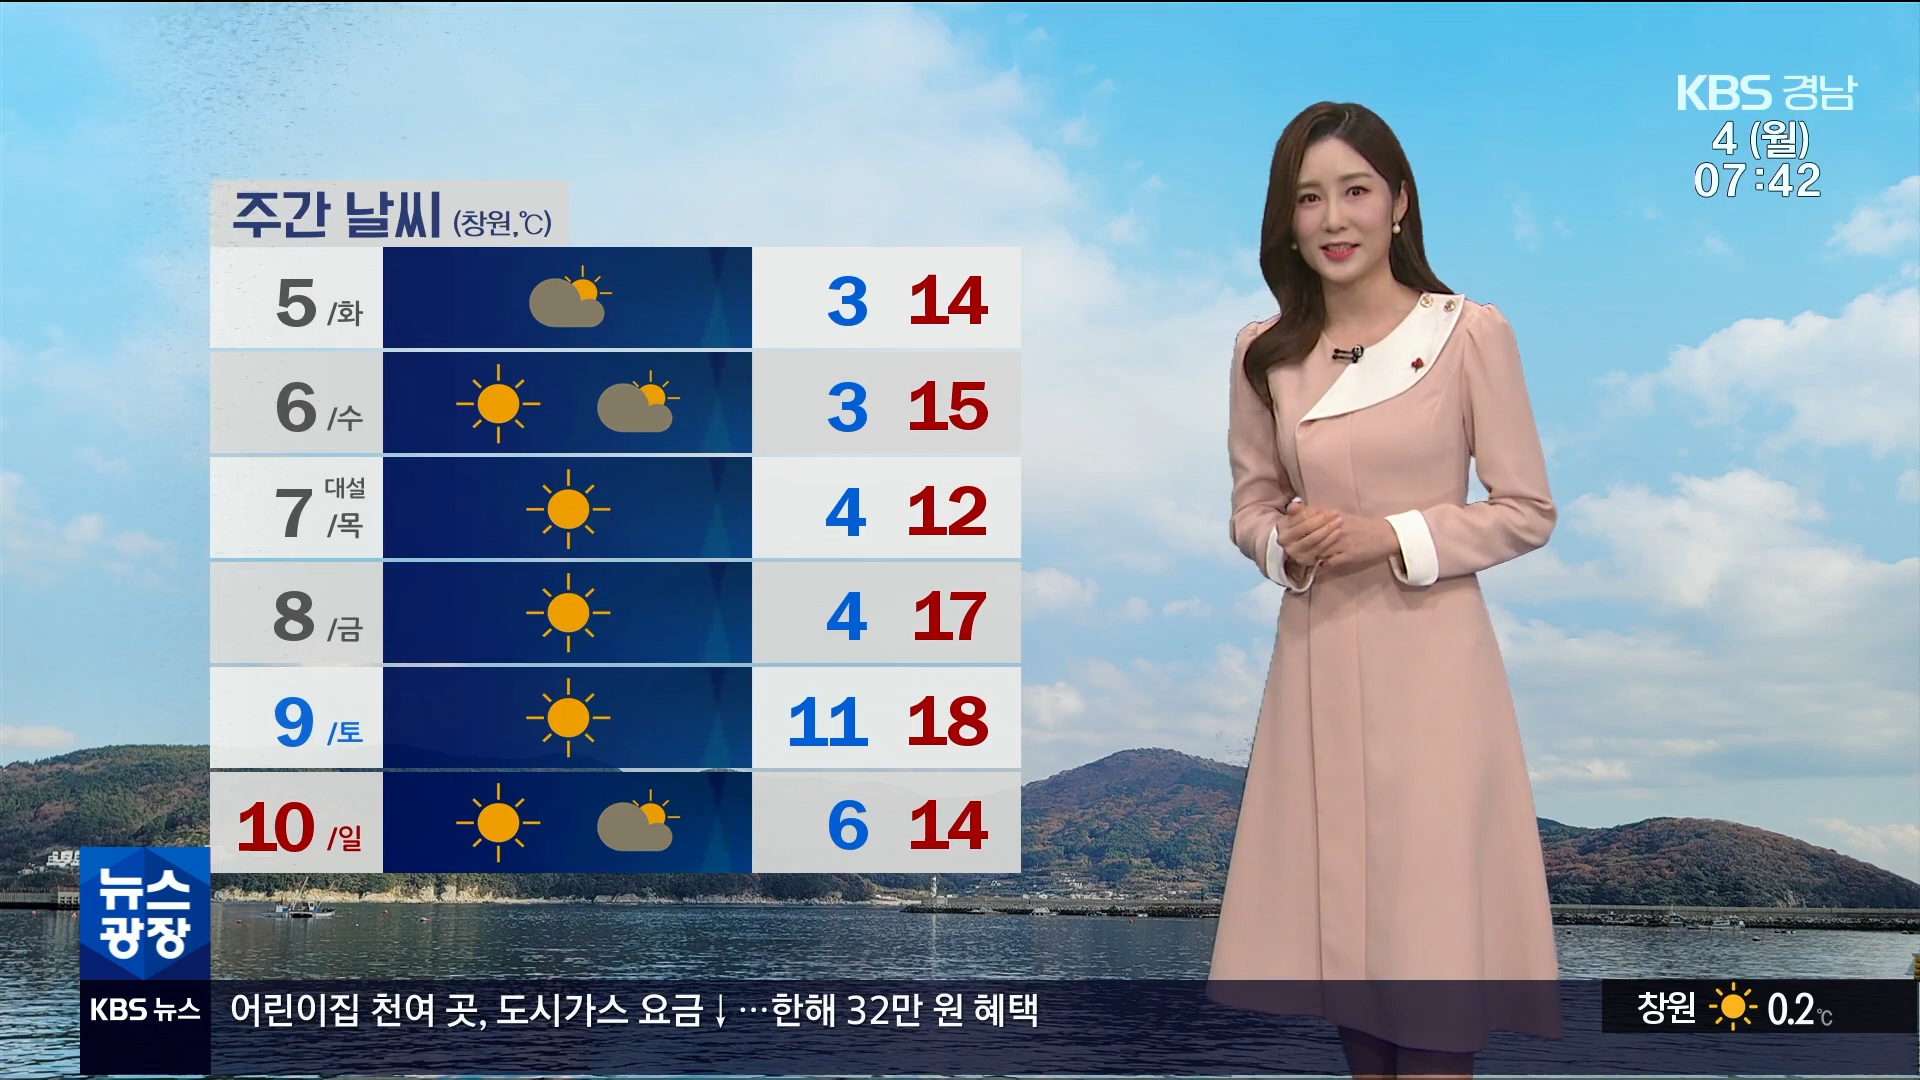 KBS 경남
4 (월)
07:42
주간 날씨 (창원,℃)
5 /화 3 14
6 /수 3 15
7 대설 /목 4 12
8 /금 4 17
9 /토 11 18
10 /일 6 14
뉴스
광장
KBS 뉴스
어린이집 천여 곳, 도시가스 요금↓…한해 32만 원 혜택
창원 0.2℃